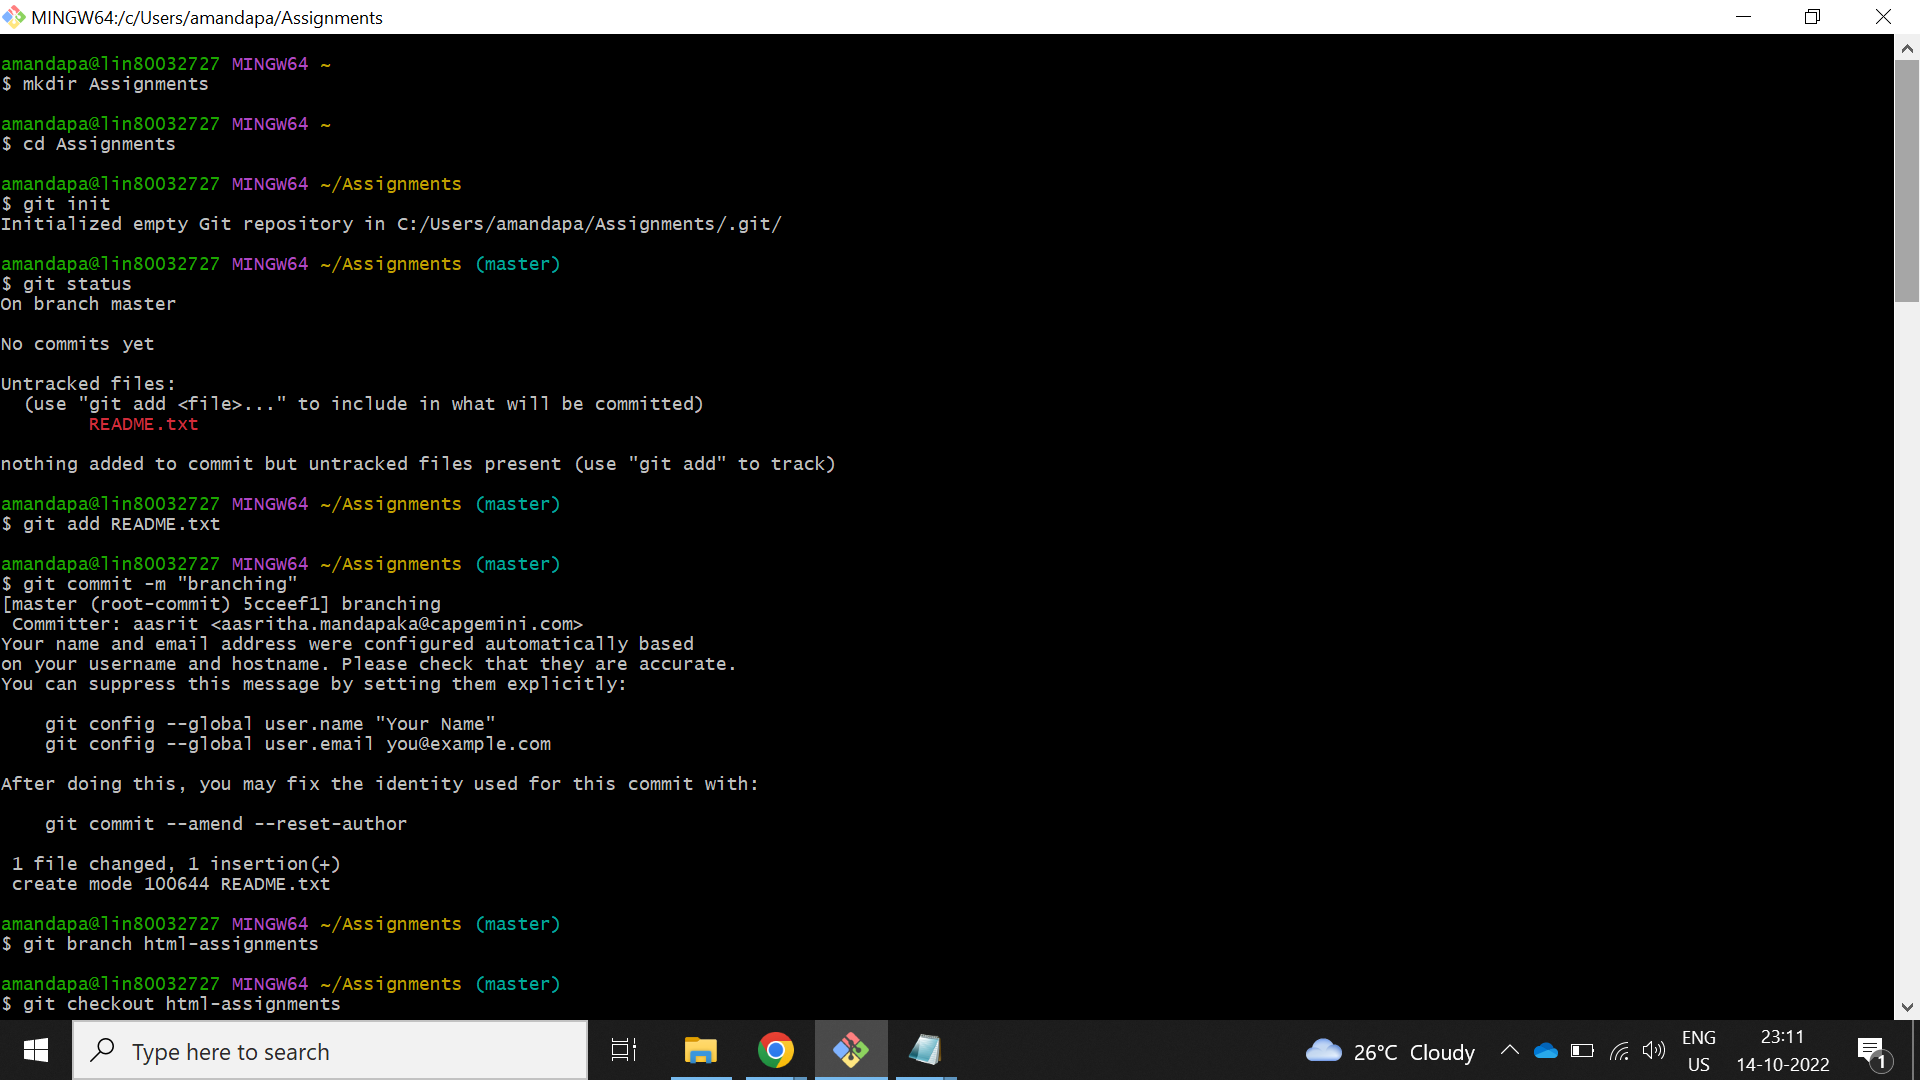 MINGW64:/c/Users/amandapa/Assignments
amandapa@lin80032727 MINGW64 ~
$ mkdir Assignments
amandapa@lin80032727 MINGW64 ~
$ cd Assignments
amandapa@lin80032727 MINGW64 ~/Assignments
$ git init
Initialized empty Git repository in C:/Users/amandapa/Assignments/.git/
amandapa@lin80032727 MINGW64 ~/Assignments (master)
$ git status
On branch master
No commits yet
Untracked files:
(use "git add <file>..." to include in what will be committed)
README.txt
nothing added to commit but untracked files present (use "git add" to track)
amandapa@lin80032727 MINGW64 ~/Assignments (master)
$ git add README.txt
amandapa@lin80032727 MINGW64 ~/Assignments (master)
$ git commit -m "branching"
[master (root-commit) 5cceef1] branching
Committer: aasrit <aasritha.mandapaka@capgemini.com>
Your name and email address were configured automatically based
on your username and hostname. Please check that they are accurate.
You can suppress this message by setting them explicitly:
git config --global user.name "Your Name"
git config --global user.email you@example.com
After doing this, you may fix the identity used for this commit with:
git commit --amend --reset-author
1 file changed, 1 insertion(+)
create mode 100644 README.txt
amandapa@lin80032727 MINGW64 ~/Assignments (master)
$ git branch html-assignments
amandapa@lin80032727 MINGW64 ~/Assignments (master)
$ git checkout html-assignments
Type here to search
26°C Cloudy
ENG
US
23:11
14-10-2022
1